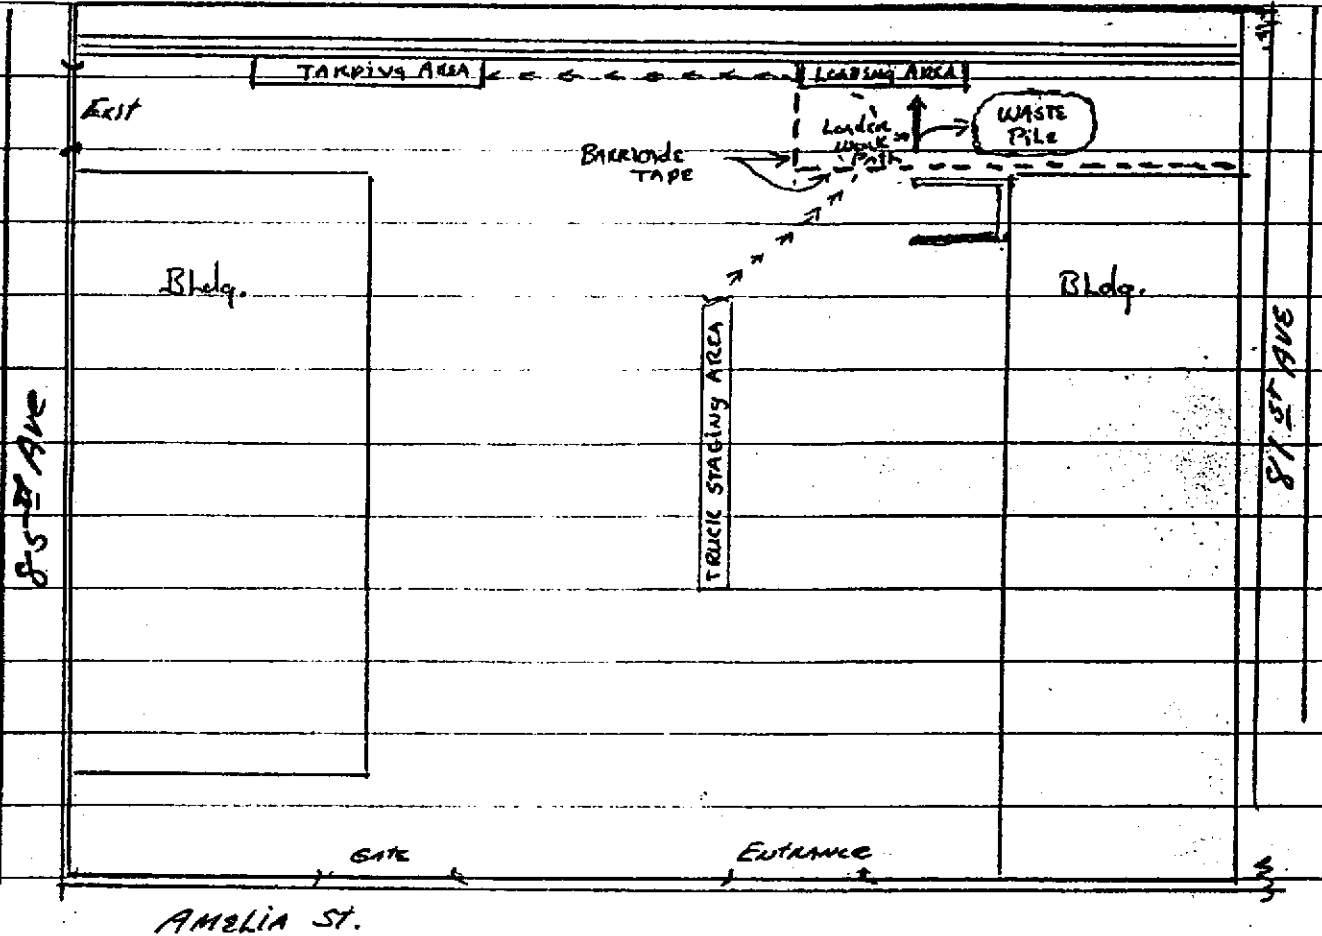 TARPING AREA
LOADING AREA
Exit
Loader
Work
Path
WASTE
PILE
BARRICADE
TAPE
Bldg.
Bldg.
TRUCK STAGING AREA
81 ST AVE
GATE
ENTRANCE
AMELIA ST.